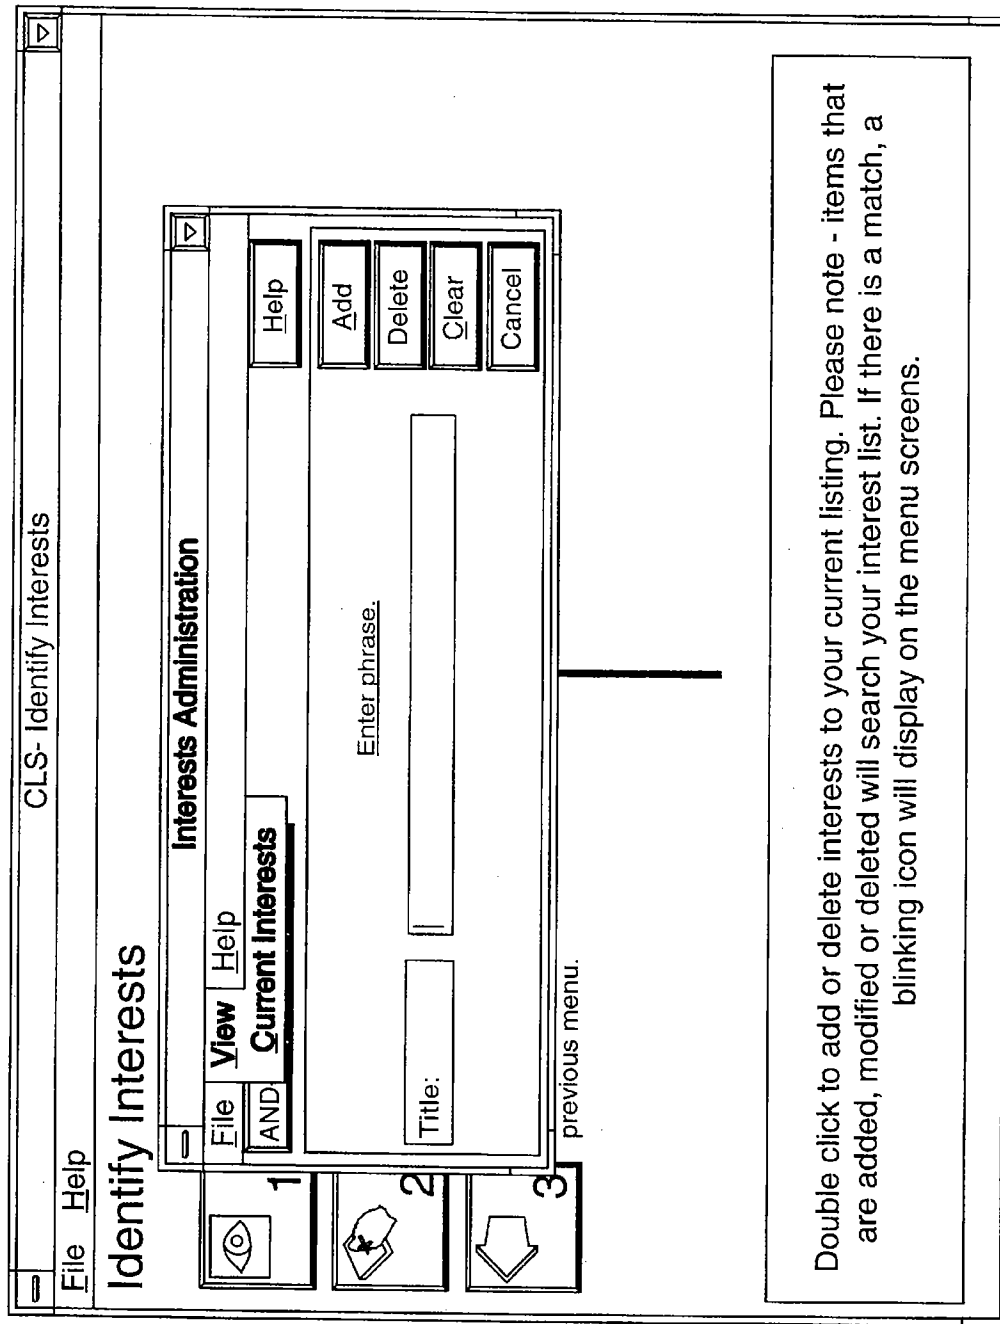 CLS- Identify Interests
File Help
Identify Interests
Interests Administration
File View Help
AND
Current Interests
Help
Enter phrase.
Title:
Add
Delete
Clear
Cancel
1
2
3
previous menu.
Double click to add or delete interests to your current listing. Please note - items that
are added, modified or deleted will search your interest list. If there is a match, a
blinking icon will display on the menu screens.